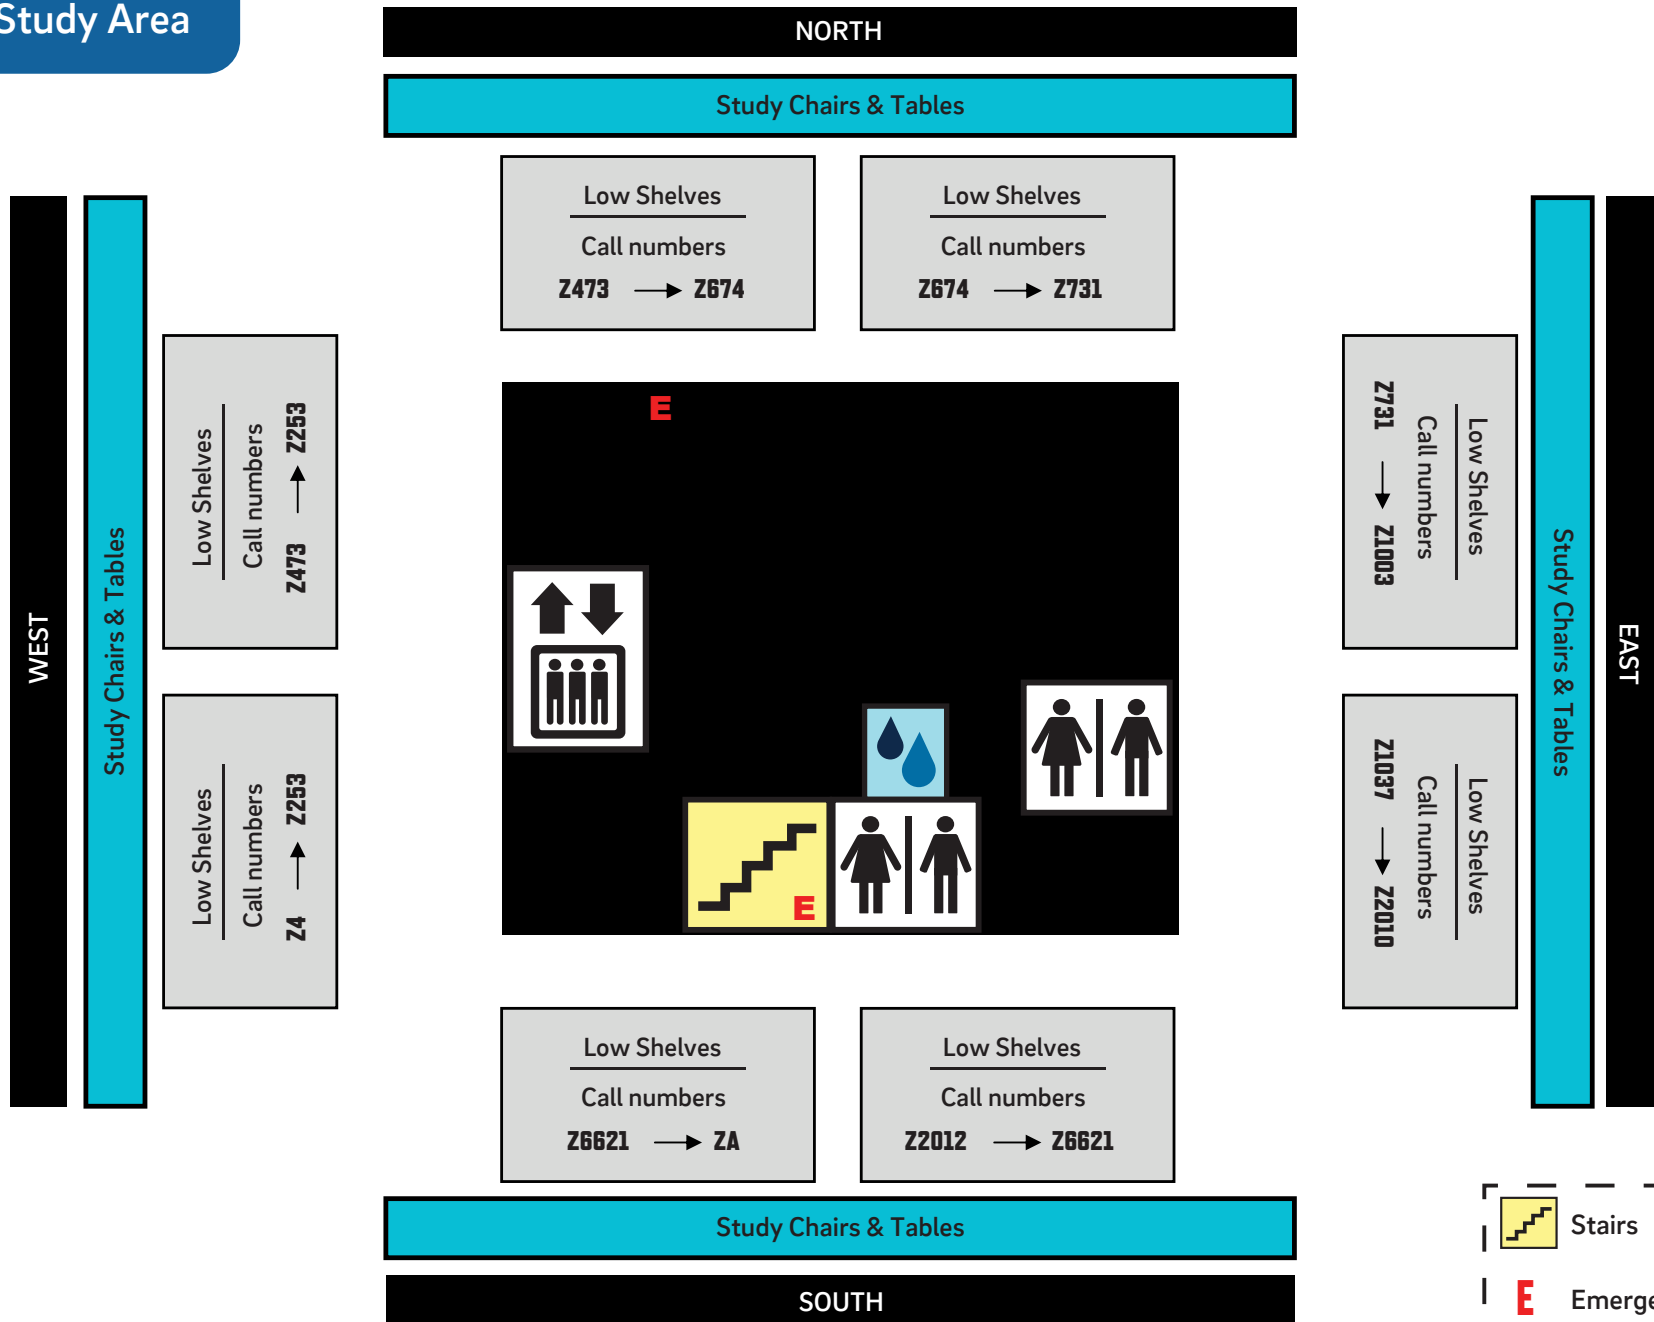 Study Area
NORTH
Study Chairs & Tables
Low Shelves
Call numbers
Z473 → Z674
Low Shelves
Call numbers
Z674 → Z731
WEST
Study Chairs & Tables
Low Shelves
Call numbers
Z473 → Z253
Low Shelves
Call numbers
Z4 → Z253
E
E
Low Shelves
Call numbers
Z731 → Z1003
Low Shelves
Call numbers
Z1037 → Z2010
Study Chairs & Tables
EAST
Low Shelves
Call numbers
Z6621 → ZA
Low Shelves
Call numbers
Z2012 → Z6621
Study Chairs & Tables
SOUTH
Stairs
E Emerge